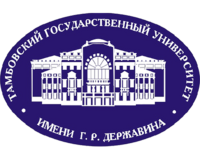 ТАМБОВСКИЙ ГОСУДАРСТВЕННЫЙ УНИВЕРСИТЕТ
ИМЕНИ Г. Р. ДЕРЖАВИНА